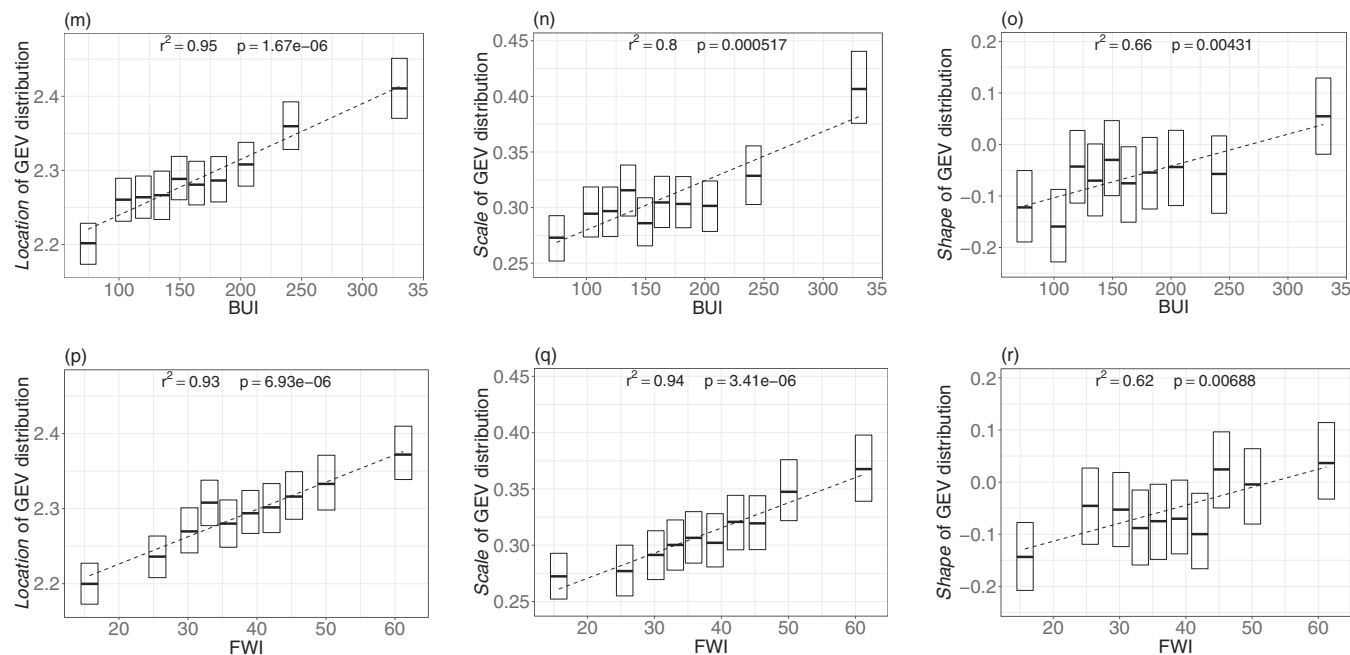 (m)
r² = 0.95 p = 1.67e−06
Location of GEV distribution
2.4
2.3
2.2
100 150 200 250 300 35
BUI
(n)
r² = 0.8 p = 0.000517
Scale of GEV distribution
0.45
0.40
0.35
0.30
0.25
100 150 200 250 300 35
BUI
(o)
r² = 0.66 p = 0.00431
Shape of GEV distribution
0.2
0.1
0.0
−0.1
−0.2
100 150 200 250 300 35
BUI
(p)
r² = 0.93 p = 6.93e−06
Location of GEV distribution
2.4
2.3
2.2
20 30 40 50 60
FWI
(q)
r² = 0.94 p = 3.41e−06
Scale of GEV distribution
0.45
0.40
0.35
0.30
0.25
20 30 40 50 60
FWI
(r)
r² = 0.62 p = 0.00688
Shape of GEV distribution
0.2
0.1
0.0
−0.1
−0.2
20 30 40 50 60
FWI